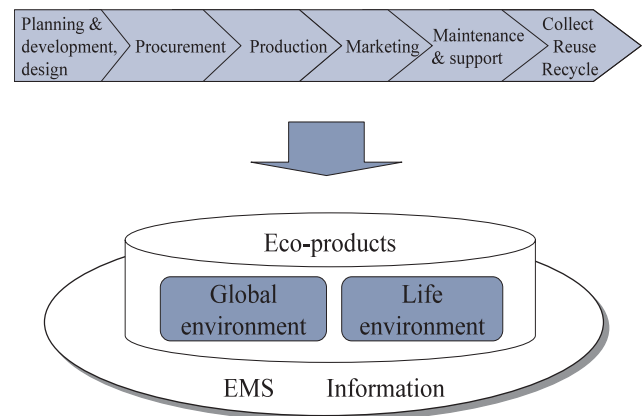 Planning &
development,
design
Procurement
Production
Marketing
Maintenance
& support
Collect
Reuse
Recycle
Eco-products
Global
environment
Life
environment
EMS Information